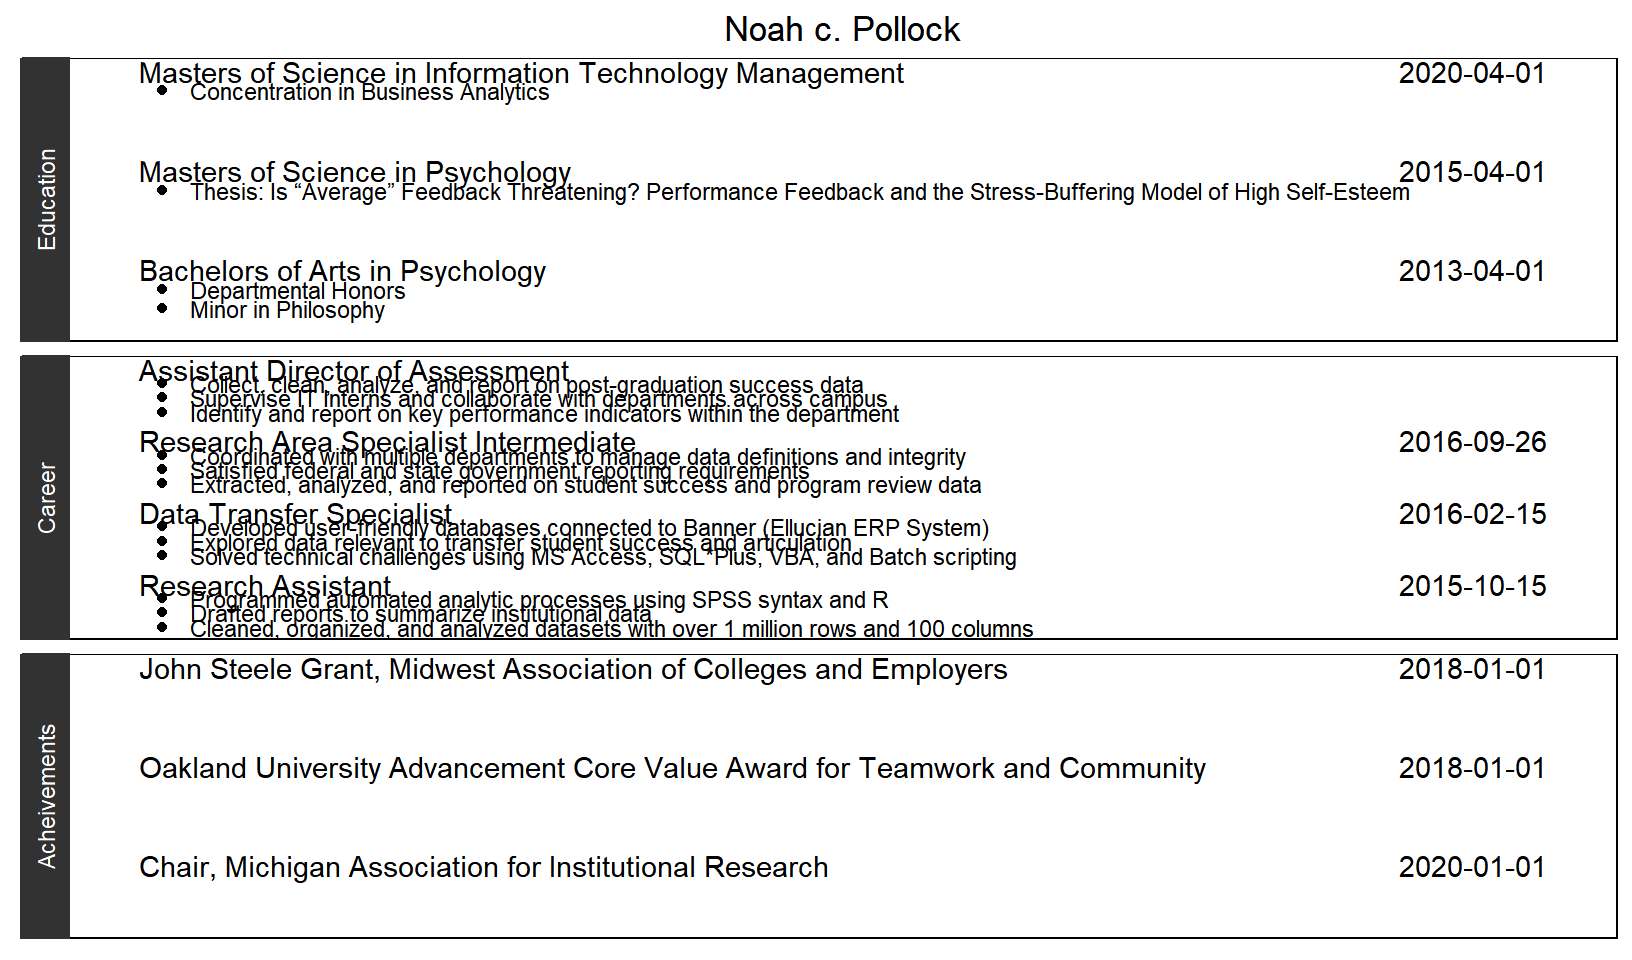 Noah c. Pollock
Education
Masters of Science in Information Technology Management 2020-04-01
Concentration in Business Analytics
Masters of Science in Psychology 2015-04-01
Thesis: Is “Average” Feedback Threatening? Performance Feedback and the Stress-Buffering Model of High Self-Esteem
Bachelors of Arts in Psychology 2013-04-01
Departmental Honors
Minor in Philosophy
Career
Assistant Director of Assessment
Collect, clean, analyze, and report on post-graduation success data
Supervise IT Interns and collaborate with departments across campus
Identify and report on key performance indicators within the department
Research Area Specialist Intermediate 2016-09-26
Coordinated with multiple departments to manage data definitions and integrity
Satisfied federal and state government reporting requirements
Extracted, analyzed, and reported on student success and program review data
Data Transfer Specialist 2016-02-15
Developed user-friendly databases connected to Banner (Ellucian ERP System)
Explored data relevant to transfer student success and articulation
Solved technical challenges using MS Access, SQL*Plus, VBA, and Batch scripting
Research Assistant 2015-10-15
Programmed automated analytic processes using SPSS syntax and R
Drafted reports to summarize institutional data
Cleaned, organized, and analyzed datasets with over 1 million rows and 100 columns
Acheivements
John Steele Grant, Midwest Association of Colleges and Employers 2018-01-01
Oakland University Advancement Core Value Award for Teamwork and Community 2018-01-01
Chair, Michigan Association for Institutional Research 2020-01-01